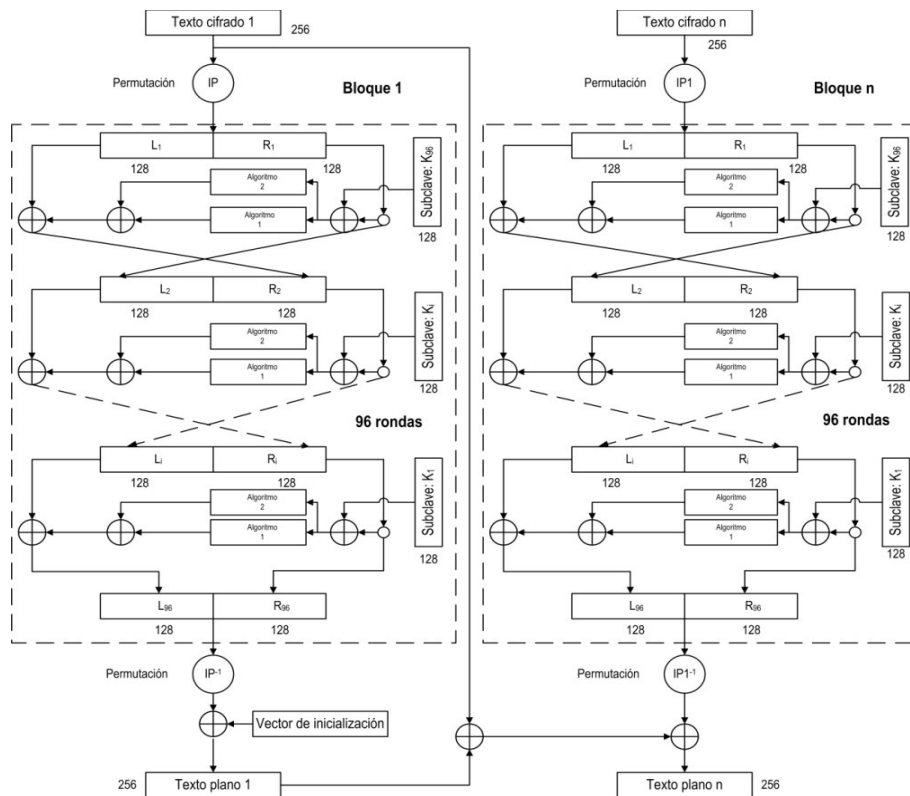 Texto cifrado 1
256
Permutación
IP
Bloque 1
L1
R1
128
128
Algoritmo
2
Algoritmo
1
Subclave: K96
128
L2
R2
128
128
Algoritmo
2
Algoritmo
1
Subclave: Ki
128
96 rondas
Li
Ri
128
128
Algoritmo
2
Algoritmo
1
Subclave: K1
128
L96
R96
128
128
Permutación
IP-1
Vector de inicialización
256
Texto plano 1
Texto cifrado n
256
Permutación
IP1
Bloque n
L1
R1
128
128
Algoritmo
2
Algoritmo
1
Subclave: K96
128
L2
R2
128
128
Algoritmo
2
Algoritmo
1
Subclave: Ki
128
96 rondas
Li
Ri
128
128
Algoritmo
2
Algoritmo
1
Subclave: K1
128
L96
R96
128
128
Permutación
IP1-1
Texto plano n
256